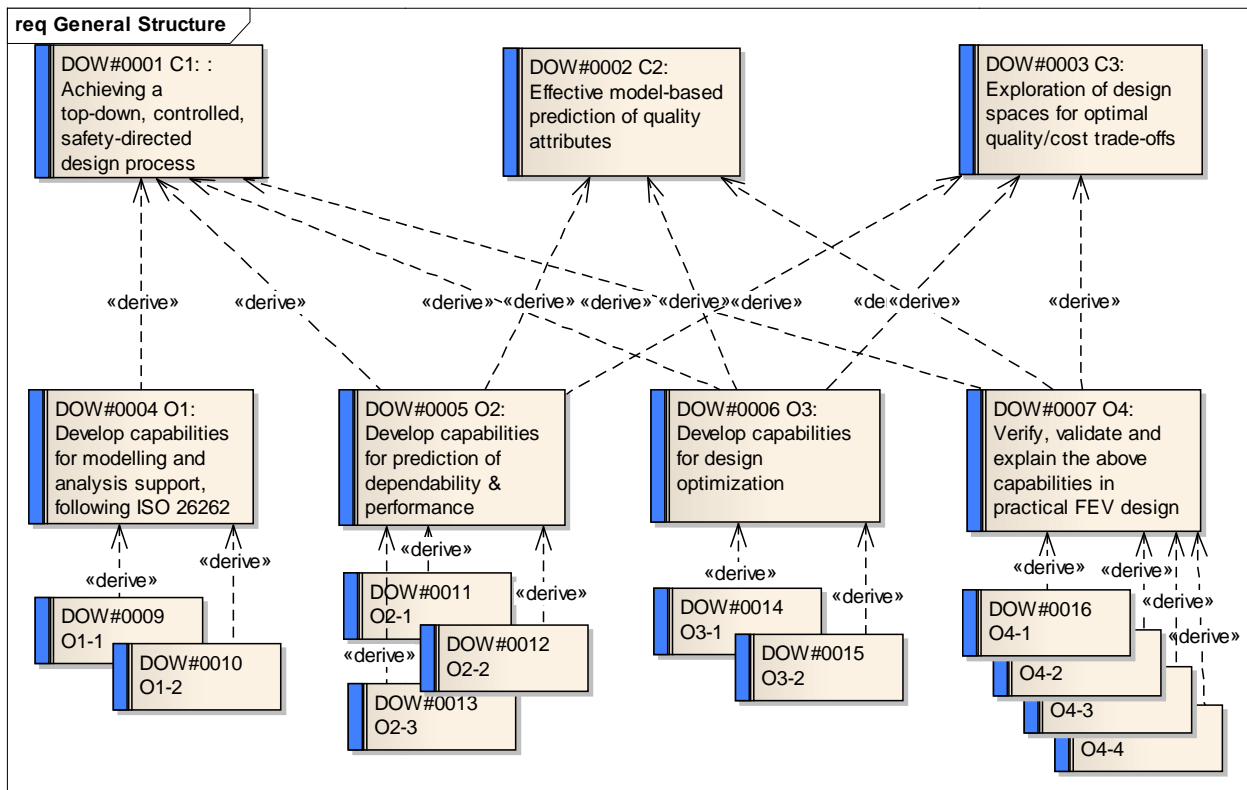 req General Structure
DOW#0001 C1: :
Achieving a
top-down, controlled,
safety-directed
design process
DOW#0002 C2:
Effective model-based
prediction of quality
attributes
DOW#0003 C3:
Exploration of design
spaces for optimal
quality/cost trade-offs
«derive»
«derive»
«derive»
«derive»
«derive»
«derive»
«derive»
«de
«derive»
«derive»
DOW#0004 O1:
Develop capabilities
for modelling and
analysis support,
following ISO 26262
DOW#0005 O2:
Develop capabilities
for prediction of
dependability &
performance
DOW#0006 O3:
Develop capabilities
for design
optimization
DOW#0007 O4:
Verify, validate and
explain the above
capabilities in
practical FEV design
«derive»
«derive»
«derive»
«derive»
«derive»
«derive»
«derive»
«derive»
«derive»
«derive»
«derive»
DOW#0009
O1-1
DOW#0010
O1-2
DOW#0011
O2-1
DOW#0012
O2-2
DOW#0013
O2-3
DOW#0014
O3-1
DOW#0015
O3-2
DOW#0016
O4-1
O4-2
O4-3
O4-4